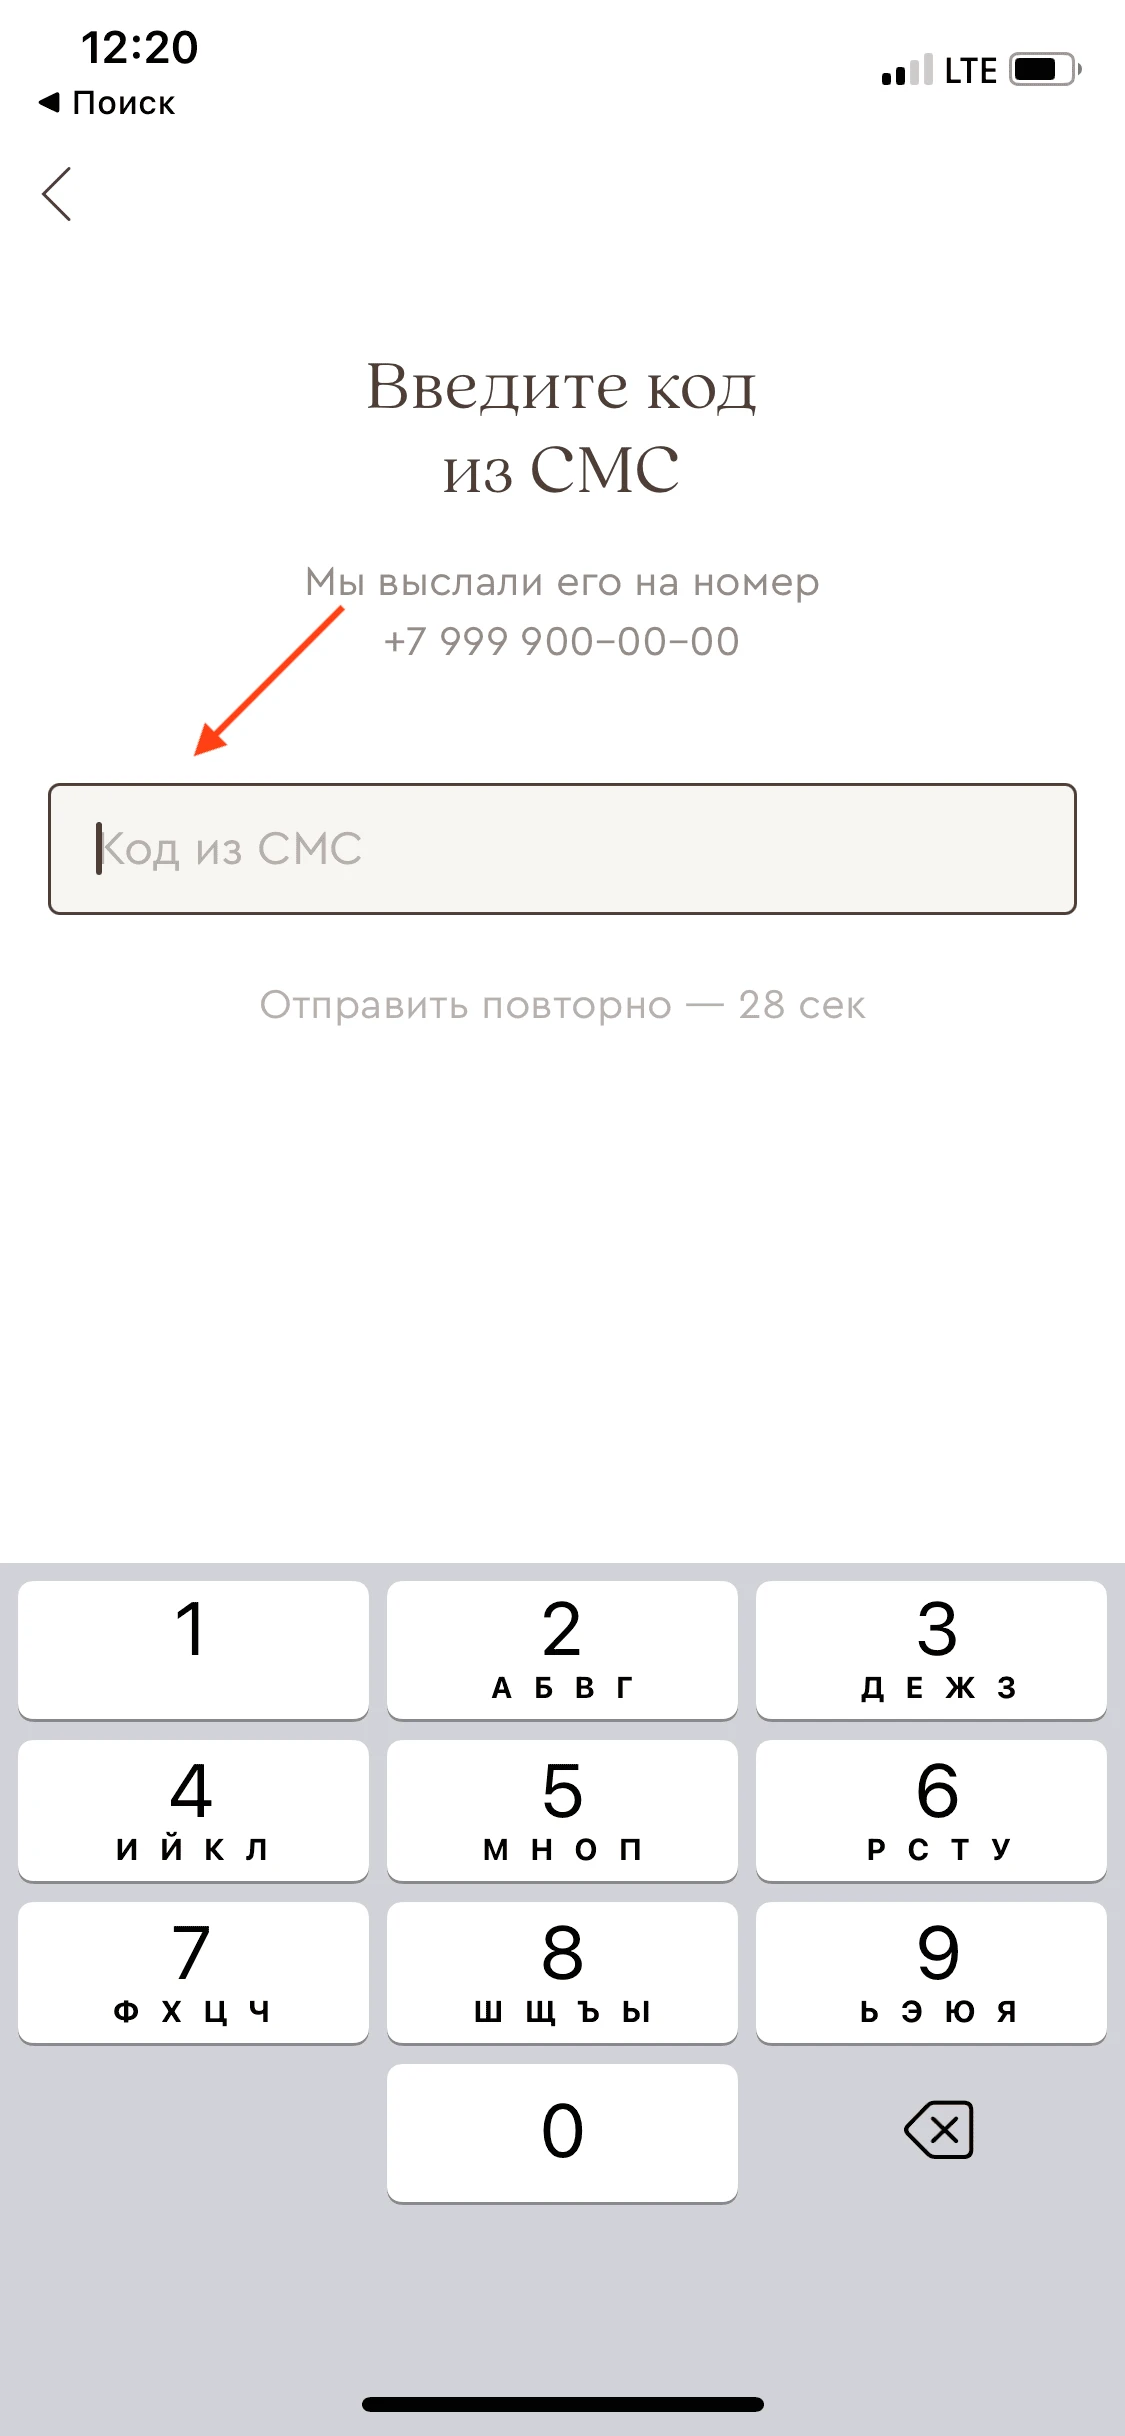 12:20
LTE
Поиск
Введите код
из СМС
Мы выслали его на номер
+7 999 900-00-00
Код из СМС
Отправить повторно — 28 сек
1
2
3
А Б В Г
Д Е Ж З
4
5
6
И Й К Л
М Н О П
Р С Т У
7
8
9
Ф Х Ц Ч
Ш Щ Ъ Ы
Ь Э Ю Я
0